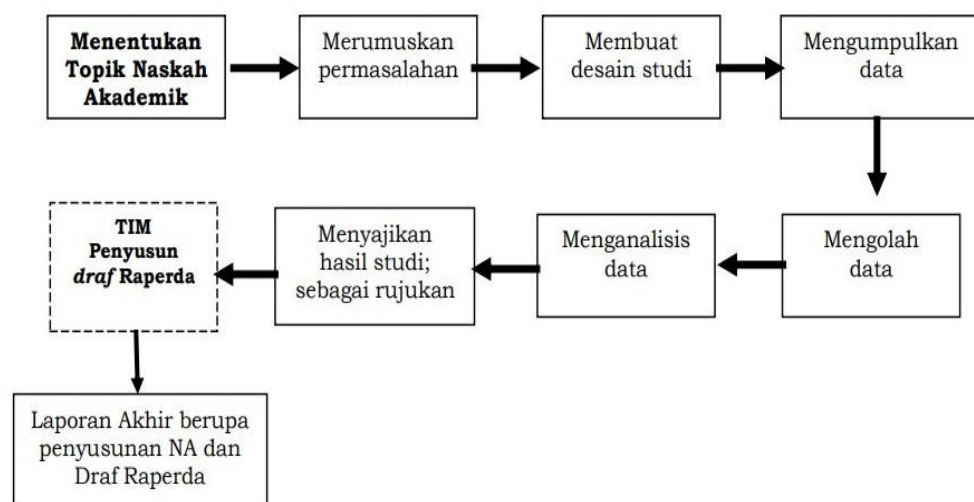 Menentukan
Topik Naskah
Akademik
Merumuskan
permasalahan
Membuat
desain studi
Mengumpulkan
data
Mengolah
data
Menganalisis
data
Menyajikan
hasil studi;
sebagai rujukan
TIM
Penyusun
draf Raperda
Laporan Akhir berupa
penyusunan NA dan
Draf Raperda